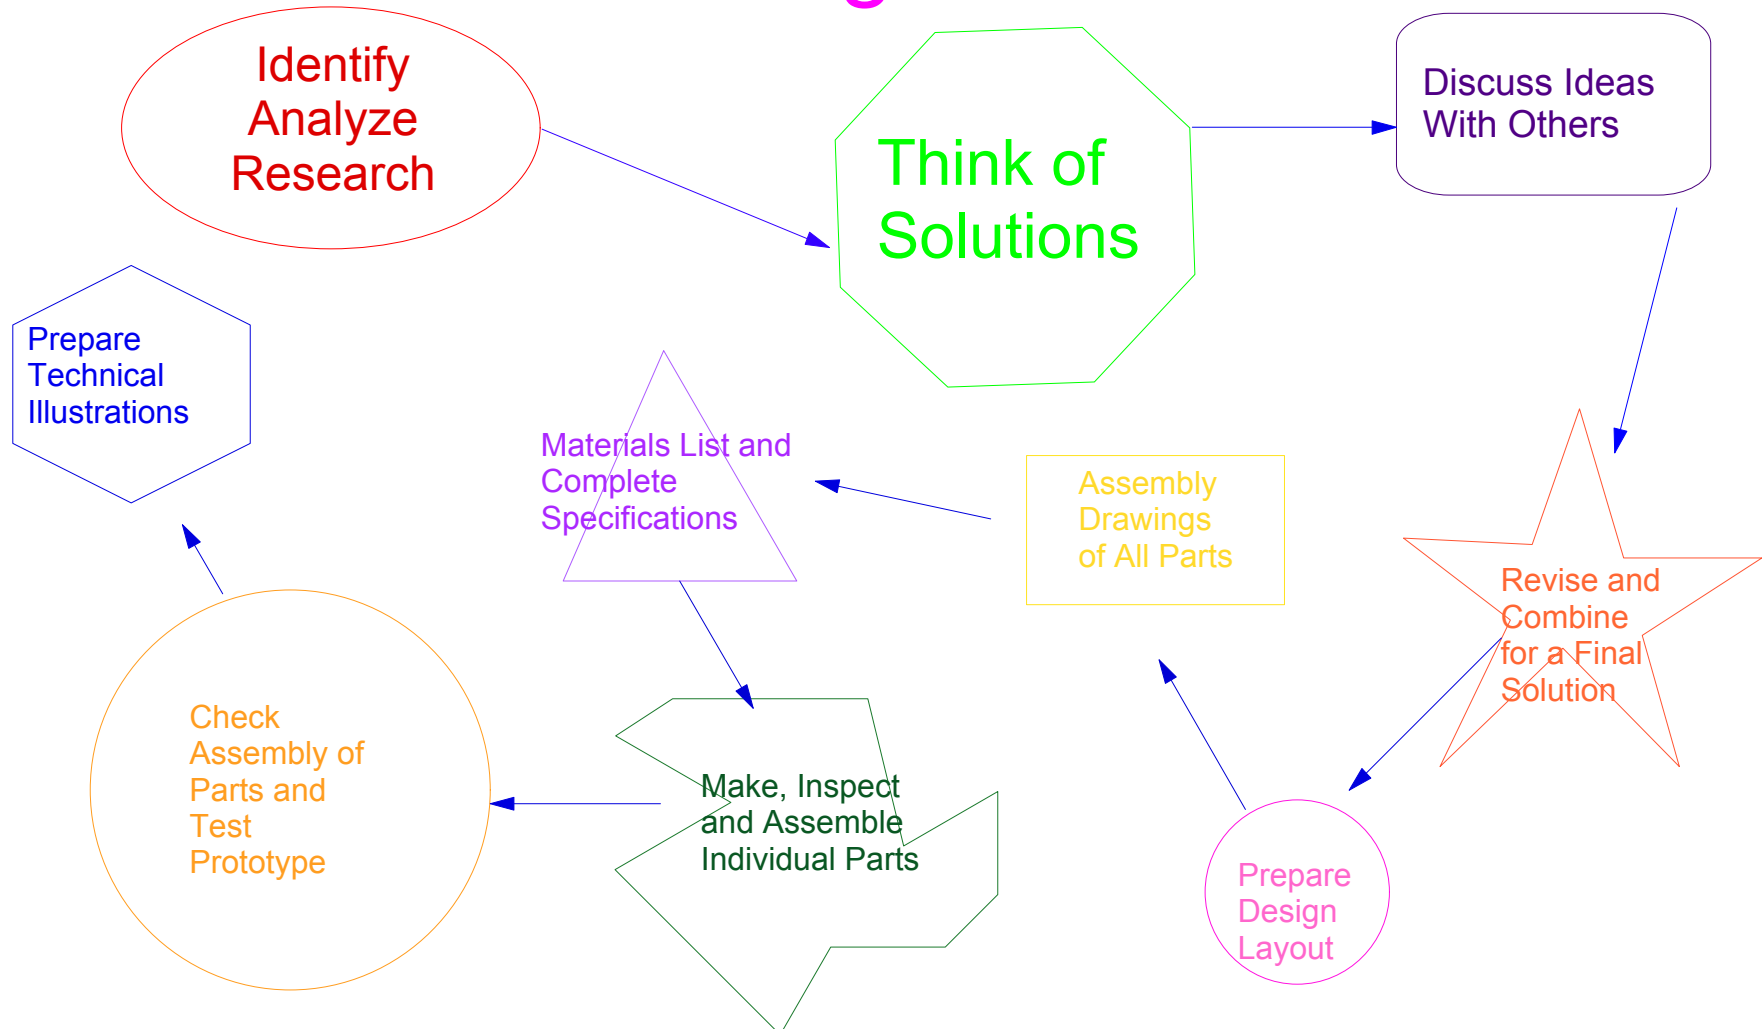 Identify
Analyze
Research
Think of
Solutions
Discuss Ideas
With Others
Revise and
Combine
for a Final
Solution
Prepare
Design
Layout
Assembly
Drawings
of All Parts
Materials List and
Complete
Specifications
Make, Inspect
and Assemble
Individual Parts
Check
Assembly of
Parts and
Test
Prototype
Prepare
Technical
Illustrations